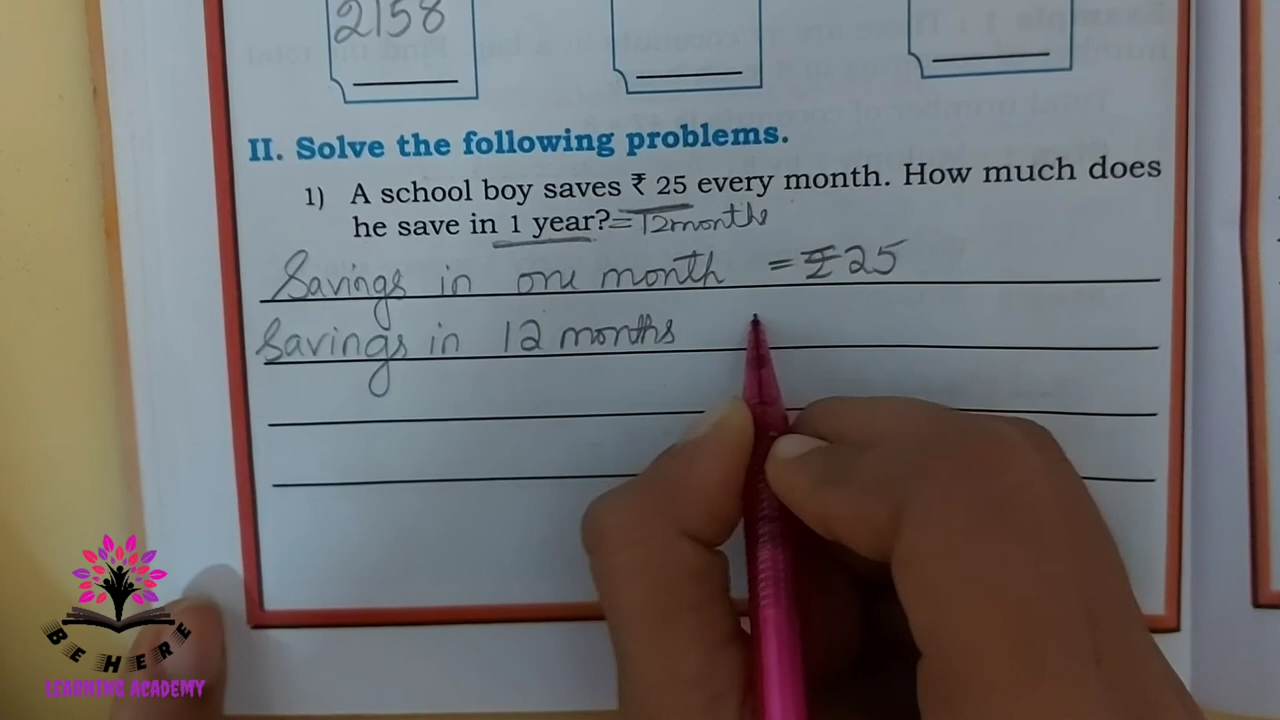 2158
II. Solve the following problems.
1) A school boy saves ₹ 25 every month. How much does
he save in 1 year? = 12 months
Savings in one month = ₹ 25
Savings in 12 months
BE HERE
LEARNING ACADEMY